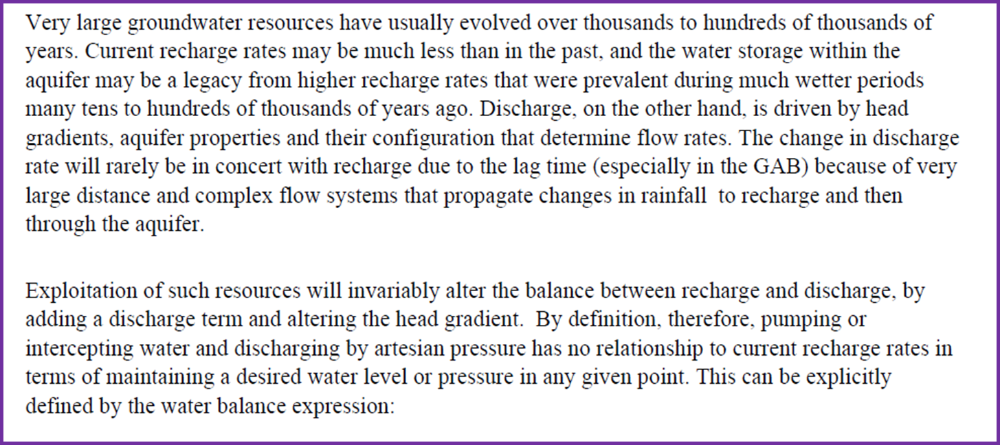 Very large groundwater resources have usually evolved over thousands to hundreds of thousands of
years. Current recharge rates may be much less than in the past, and the water storage within the
aquifer may be a legacy from higher recharge rates that were prevalent during much wetter periods
many tens to hundreds of thousands of years ago. Discharge, on the other hand, is driven by head
gradients, aquifer properties and their configuration that determine flow rates. The change in discharge
rate will rarely be in concert with recharge due to the lag time (especially in the GAB) because of very
large distance and complex flow systems that propagate changes in rainfall  to recharge and then
through the aquifer.
Exploitation of such resources will invariably alter the balance between recharge and discharge, by
adding a discharge term and altering the head gradient.  By definition, therefore, pumping or
intercepting water and discharging by artesian pressure has no relationship to current recharge rates in
terms of maintaining a desired water level or pressure in any given point. This can be explicitly
defined by the water balance expression: